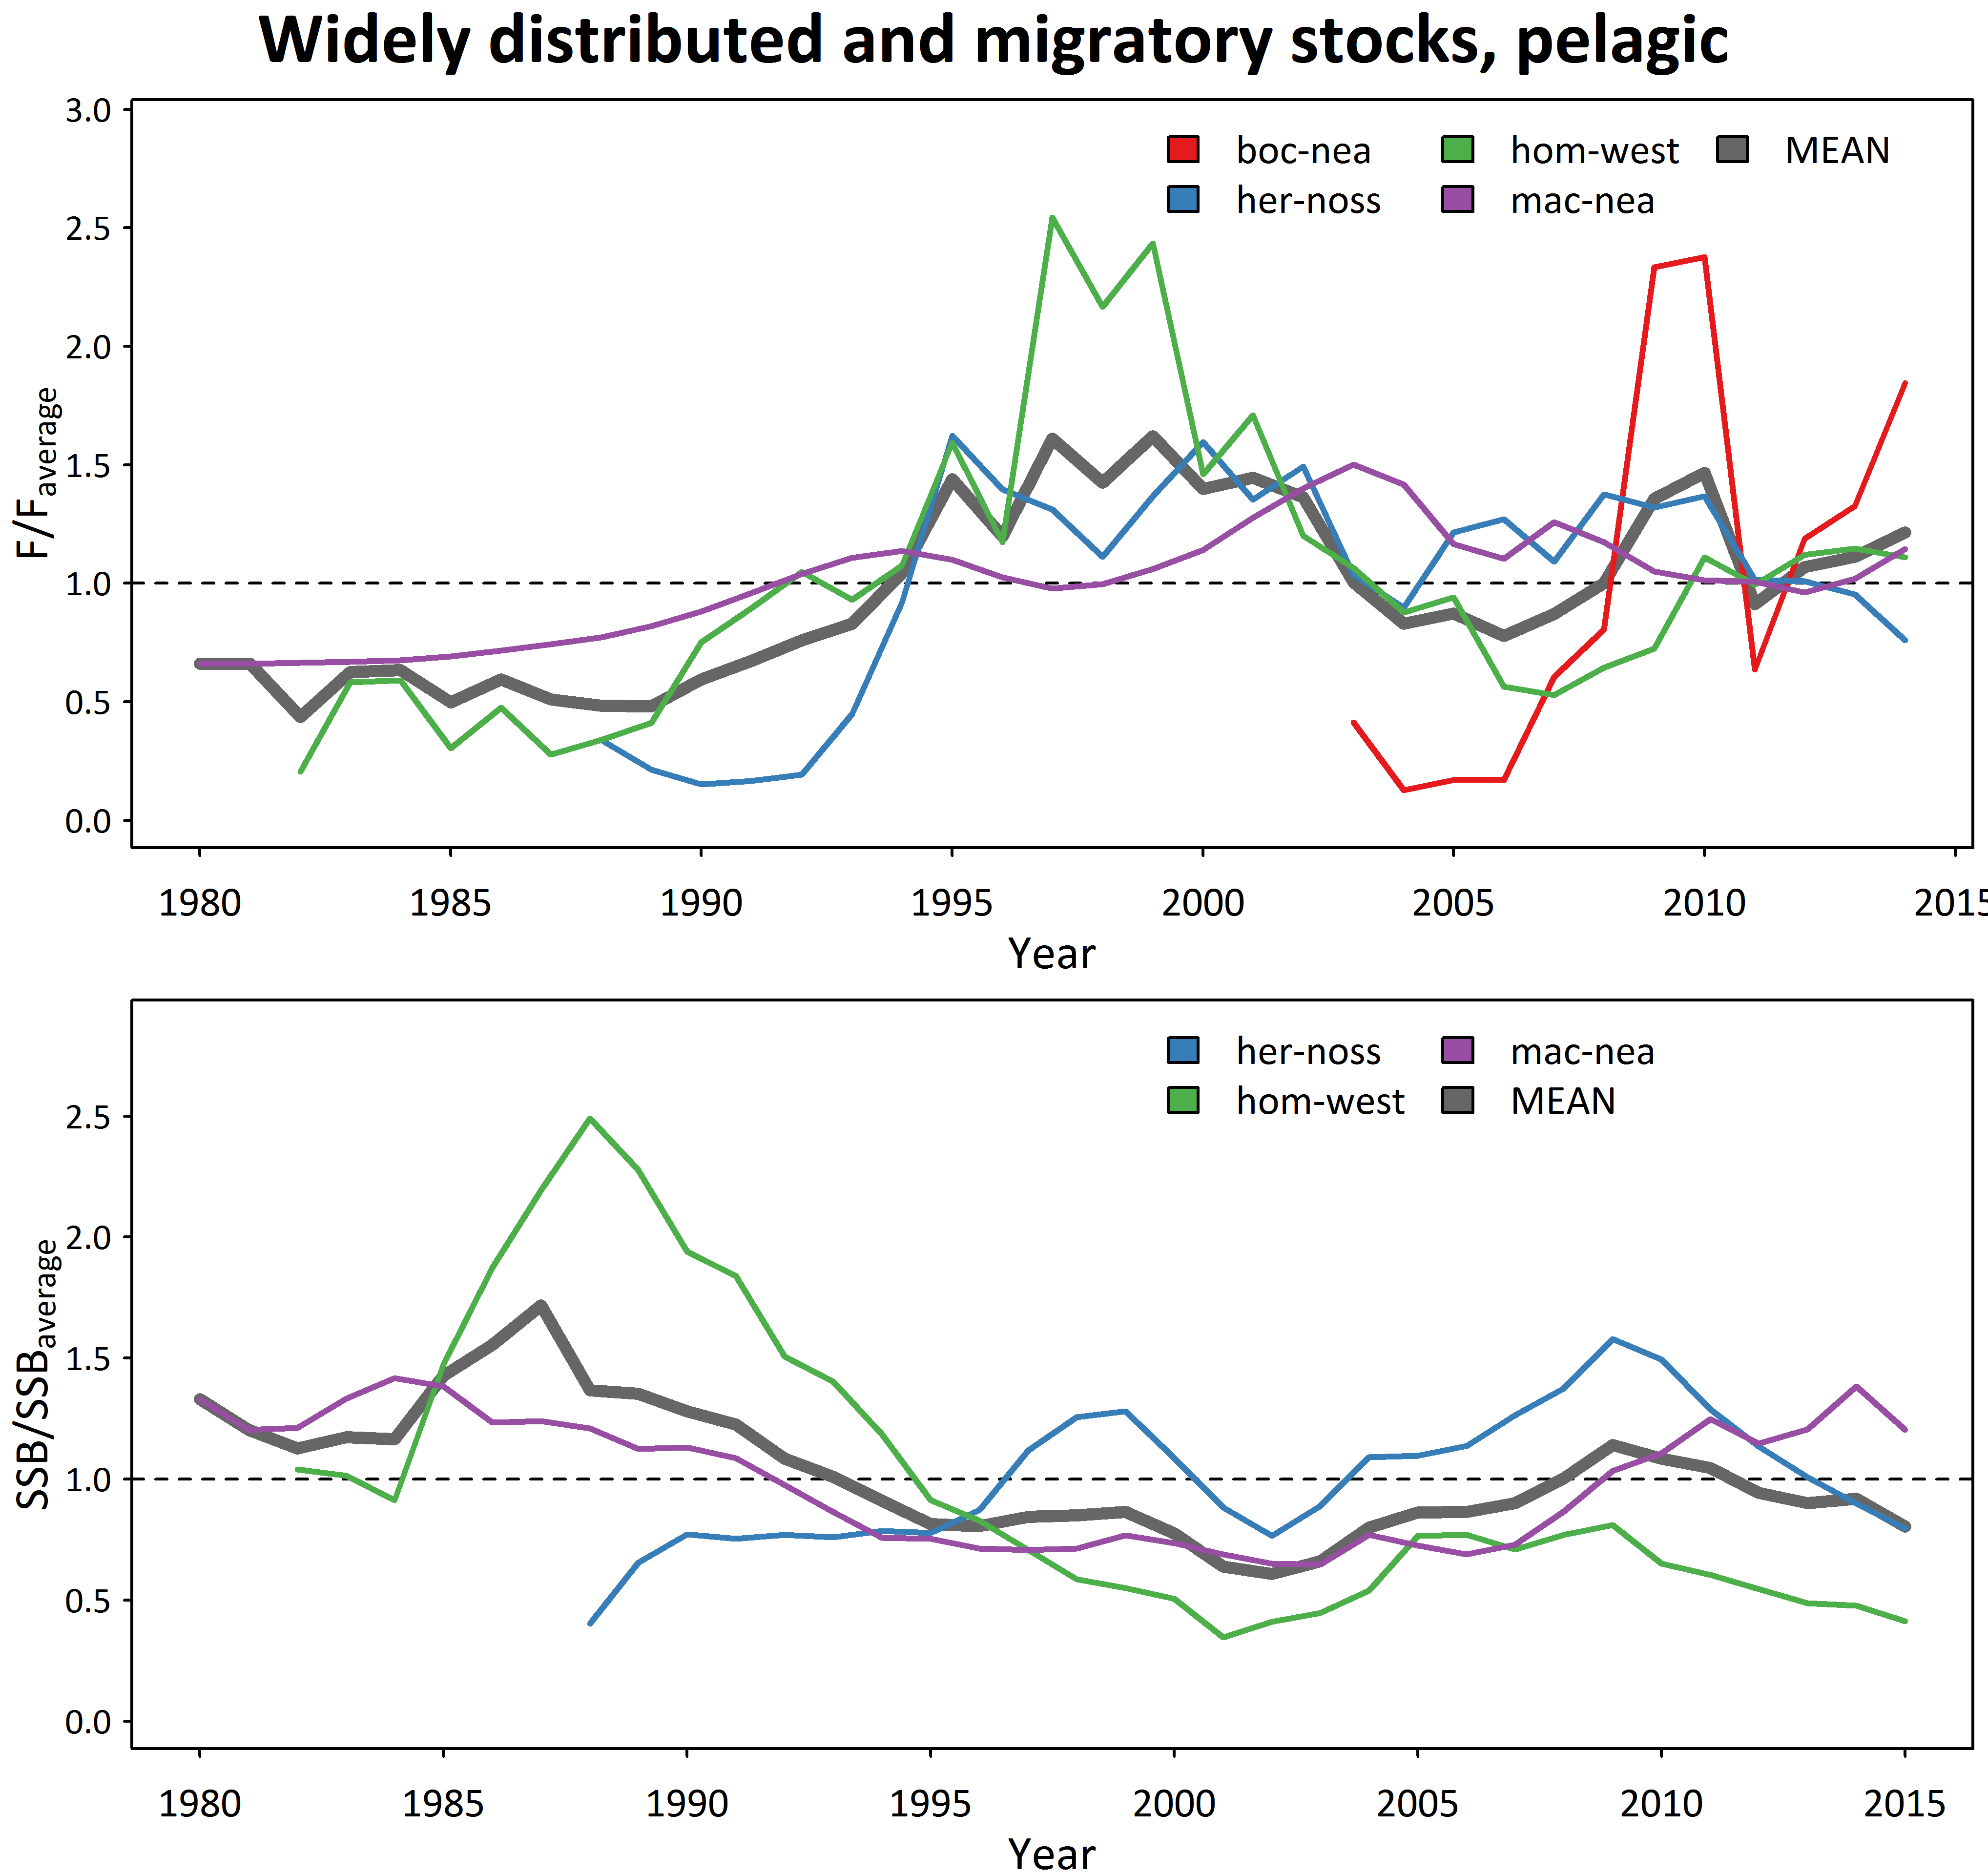 Widely distributed and migratory stocks, pelagic
3.0
2.5
2.0
1.5
1.0
0.5
0.0
F/Faverage
boc-nea hom-west MEAN
her-noss mac-nea
1980 1985 1990 1995 2000 2005 2010 2015
Year
2.5
2.0
1.5
1.0
0.5
0.0
SSB/SSBaverage
her-noss mac-nea
hom-west MEAN
1980 1985 1990 1995 2000 2005 2010 2015
Year